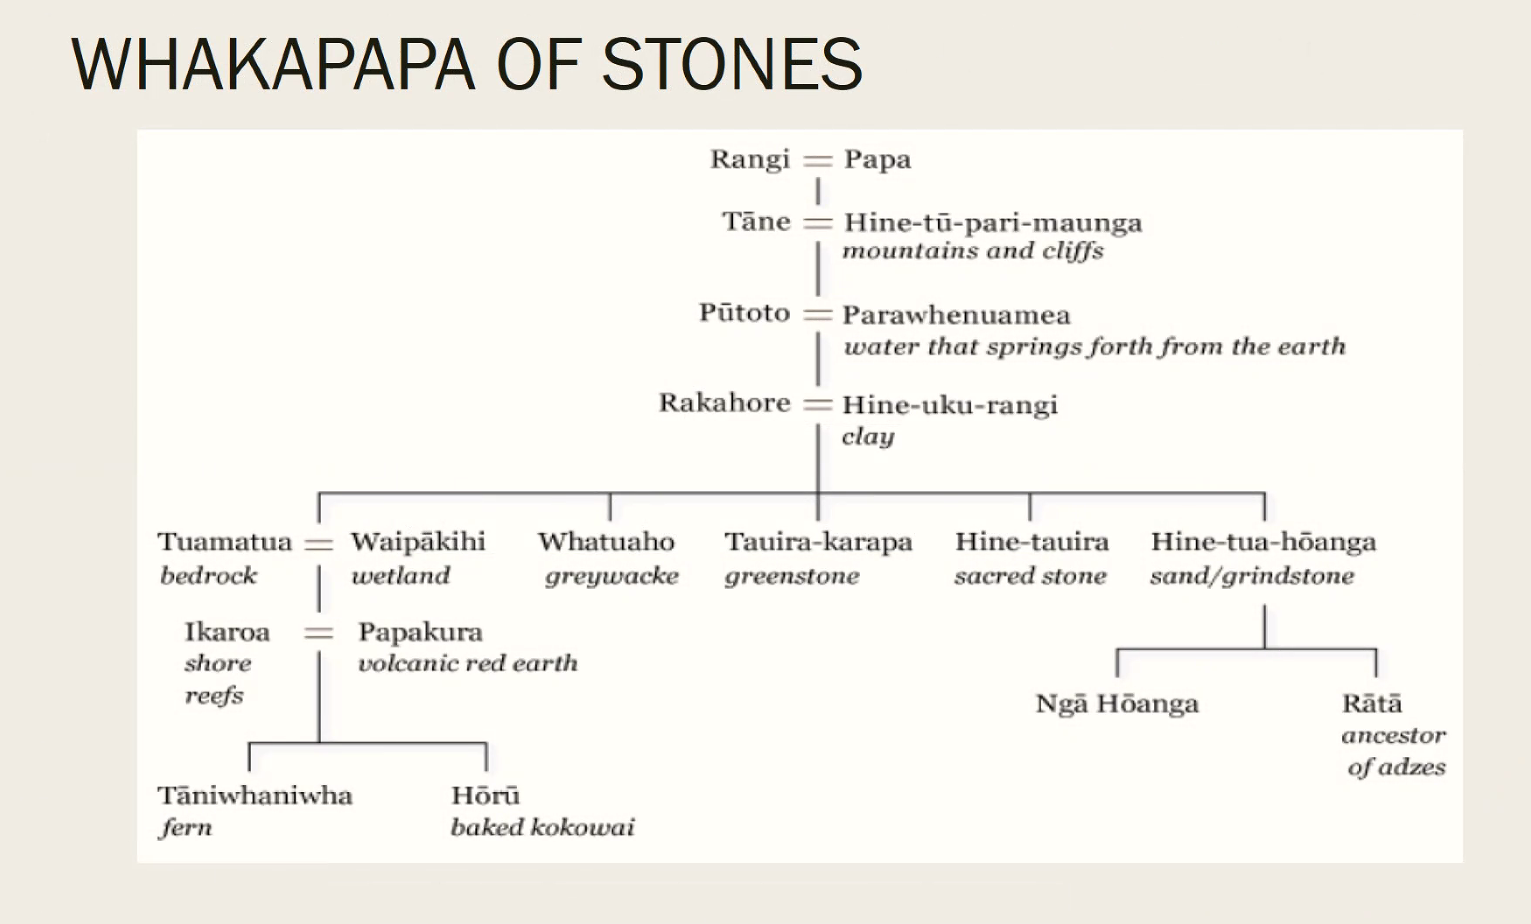 WHAKAPAPA OF STONES
Rangi = Papa
Tāne = Hine-tū-pari-maunga
mountains and cliffs
Pūtoto = Parawhenuamea
water that springs forth from the earth
Rakahore = Hine-uku-rangi
clay
Tuamatua = Waipākihi Whatuaho Tauira-karapa Hine-tauira Hine-tua-hōanga
bedrock wetland greywacke greenstone sacred stone sand/grindstone
Ikaroa = Papakura
shore volcanic red earth
reefs
Ngā Hōanga Rātā
ancestor
of adzes
Tāniwhaniwha Hōrū
fern baked kokowai